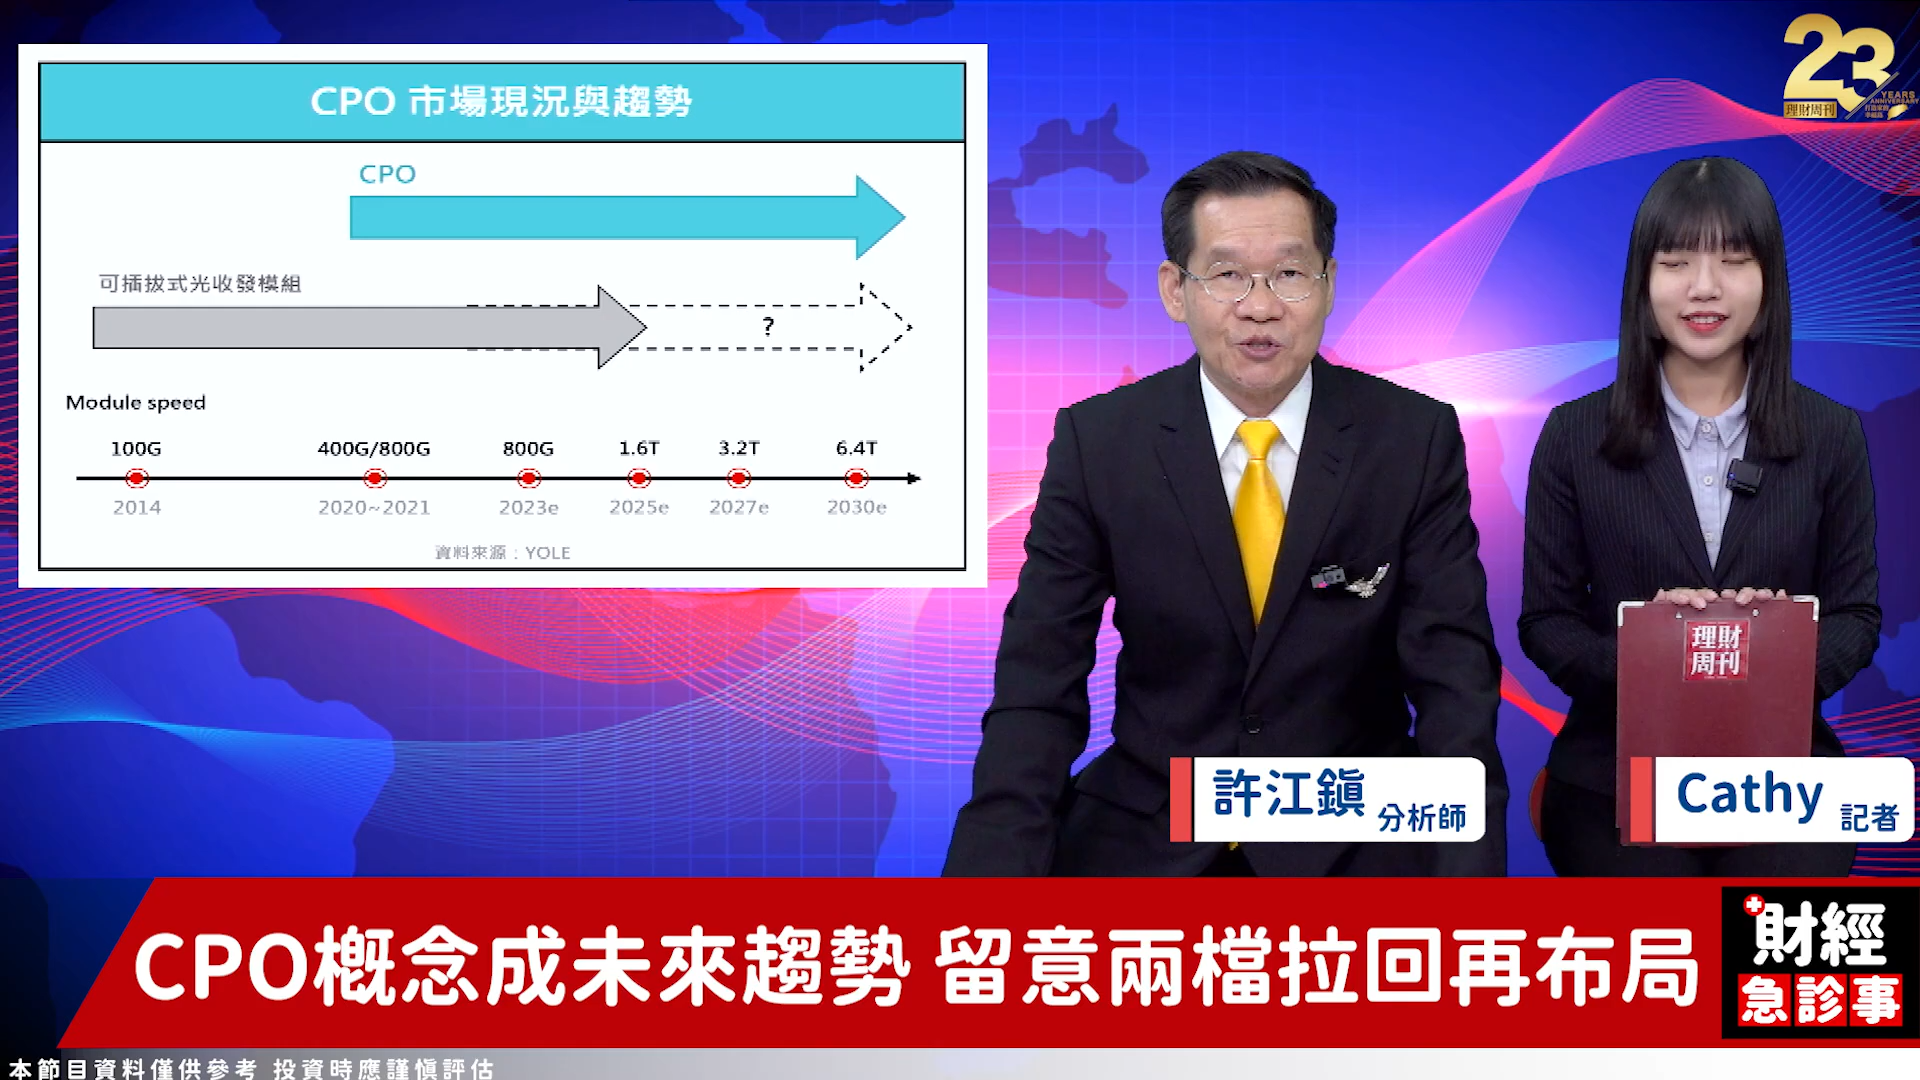 CPO 市場現況與趨勢
CPO
可插拔式光收發模組
?
Module speed
100G 400G/800G 800G 1.6T 3.2T 6.4T
2014 2020~2021 2023e 2025e 2027e 2030e
資料來源：YOLE
23
YEARS
ANNIVERSARY
理財周刊
理財
周刊
許江鎮 分析師
Cathy 記者
CPO概念成未來趨勢 留意兩檔拉回再布局
財經
急診事
本節目資料僅供參考 投資時應謹慎評估